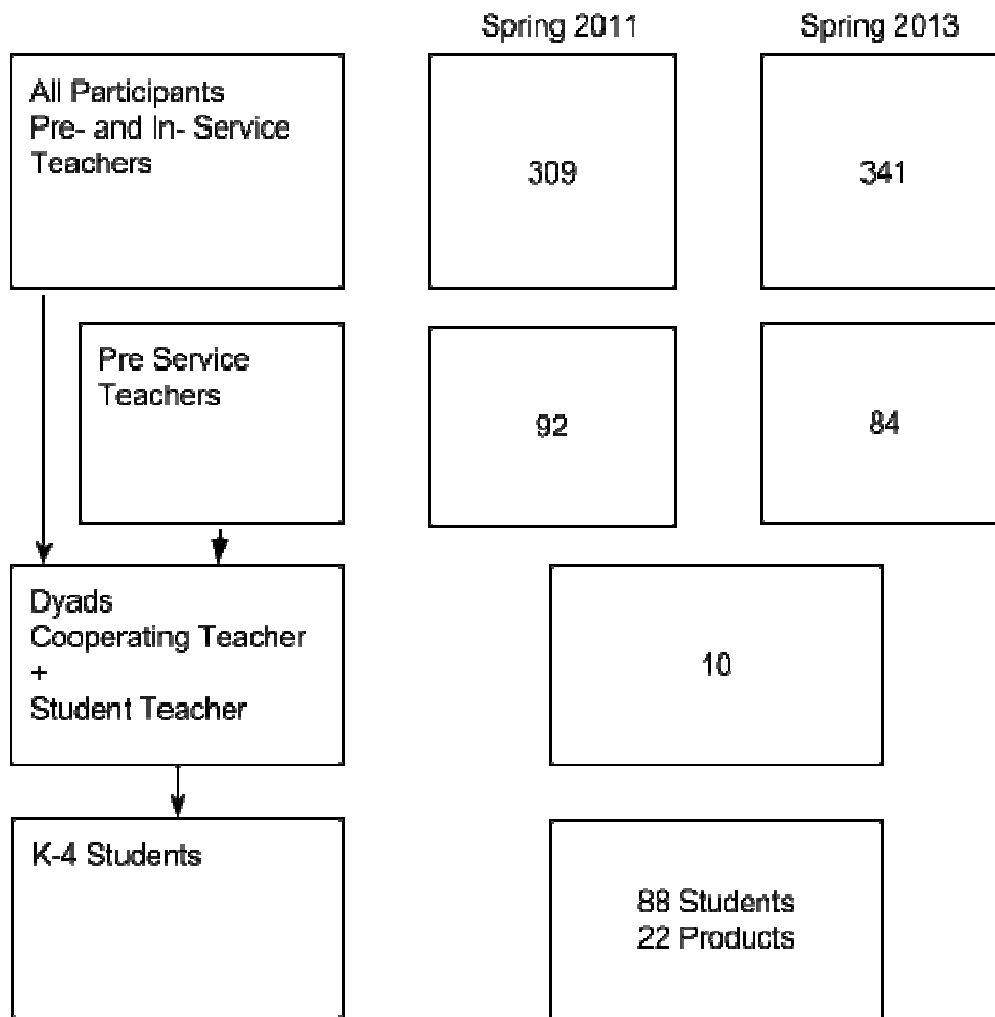 Spring 2011
Spring 2013
All Participants
Pre- and In- Service
Teachers
309
341
Pre Service
Teachers
92
84
Dyads
Cooperating Teacher
+
Student Teacher
10
K-4 Students
88 Students
22 Products